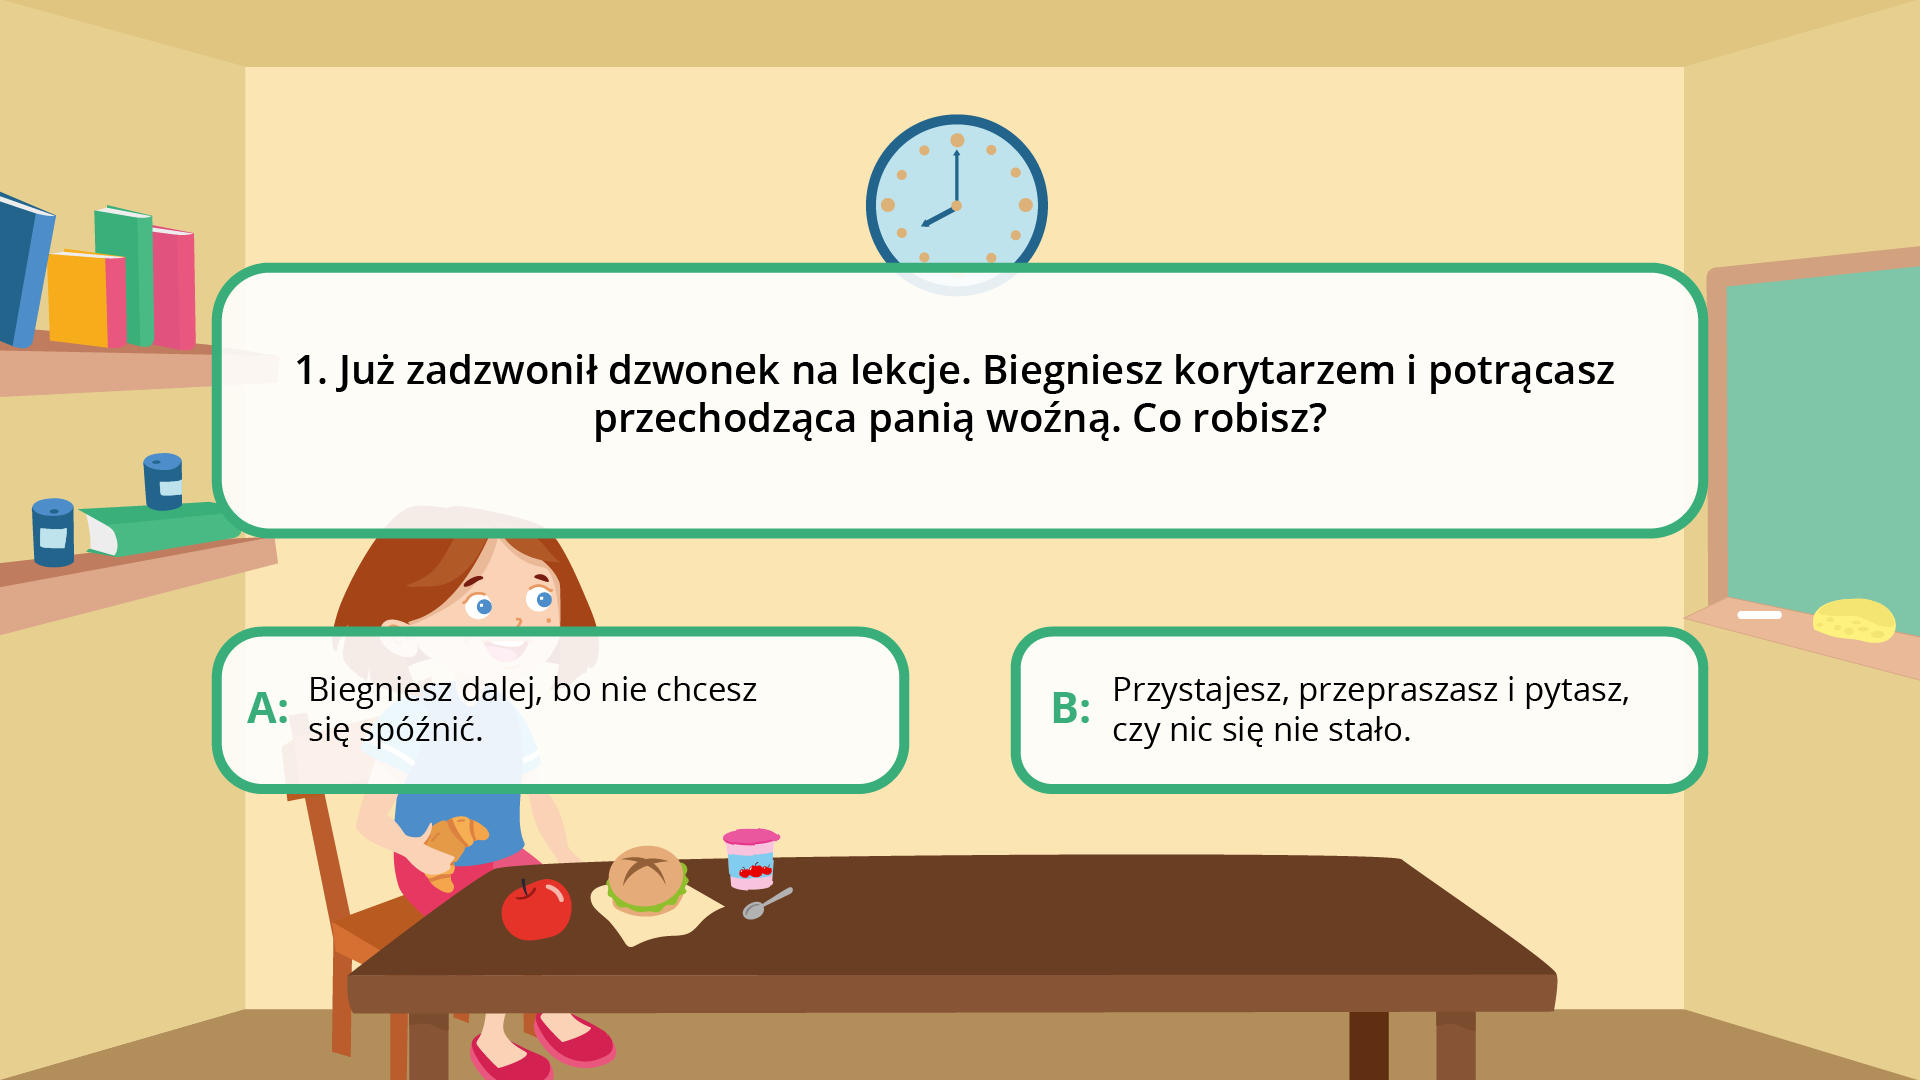 1. Już zadzwonił dzwonek na lekcje. Biegniesz korytarzem i potrącasz
przechodząca panią woźną. Co robisz?
A: Biegniesz dalej, bo nie chcesz
się spóźnić.
B: Przystajesz, przepraszasz i pytasz,
czy nic się nie stało.